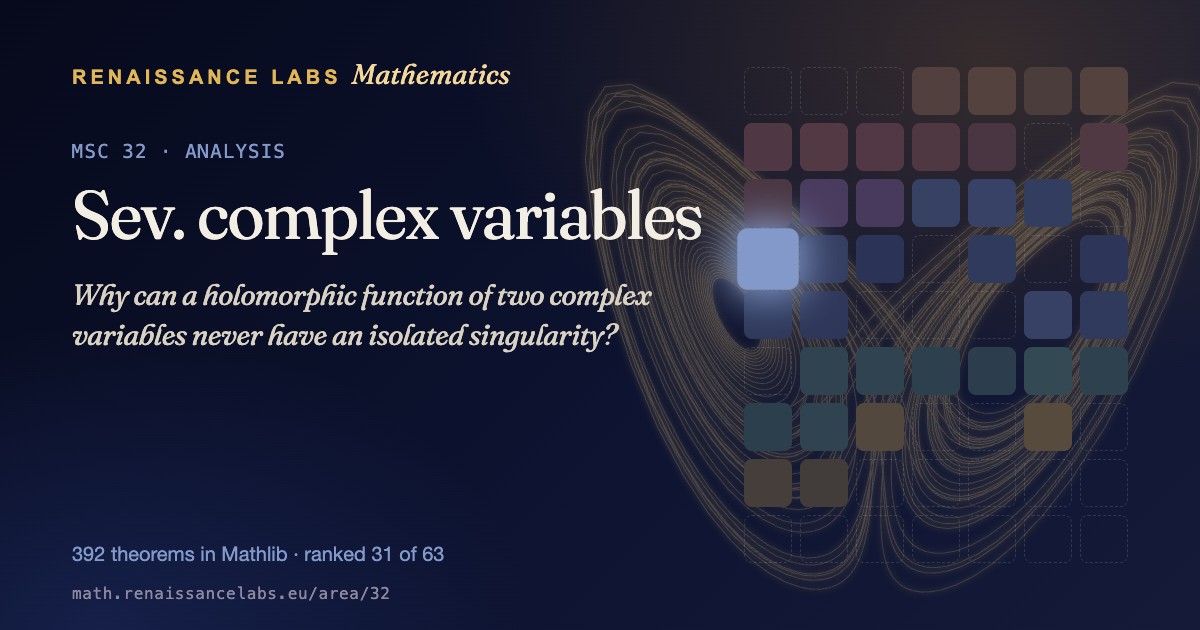 RENAISSANCE LABS Mathematics
MSC 32 · ANALYSIS
Sev. complex variables
Why can a holomorphic function of two complex
variables never have an isolated singularity?
392 theorems in Mathlib · ranked 31 of 63
math.renaissancelabs.eu/area/32